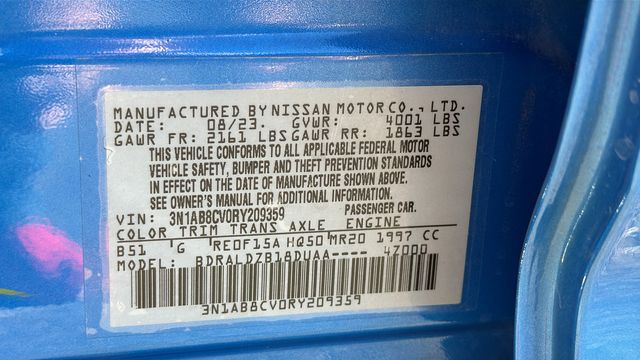 MANUFACTURED BY NISSAN MOTOR CO., LTD.
DATE: 08/23. GVWR: 4001 LBS
GAWR FR: 2161 LBS GAWR RR: 1863 LBS
THIS VEHICLE CONFORMS TO ALL APPLICABLE FEDERAL MOTOR
VEHICLE SAFETY, BUMPER AND THEFT PREVENTION STANDARDS
IN EFFECT ON THE DATE OF MANUFACTURE SHOWN ABOVE.
SEE OWNER'S MANUAL FOR ADDITIONAL INFORMATION.
VIN: 3N1AB8CV0RY209359 PASSENGER CAR.
COLOR TRIM TRANS AXLE ENGINE
B51 G RE0F15A HQ50 MR20 1997 CC
MODEL: BDRALDZB18DUAA---- 4Z000
3N1AB8CV0RY209359